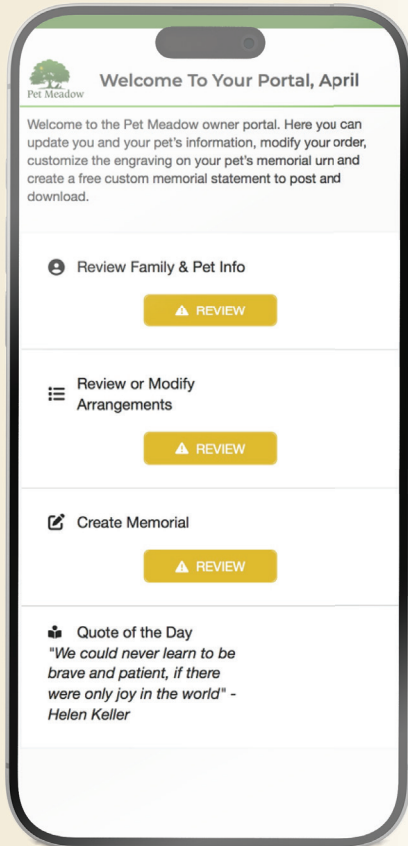 Pet Meadow
Welcome To Your Portal, April
Welcome to the Pet Meadow owner portal. Here you can
update you and your pet's information, modify your order,
customize the engraving on your pet's memorial urn and
create a free custom memorial statement to post and
download.
Review Family & Pet Info
REVIEW
Review or Modify
Arrangements
REVIEW
Create Memorial
REVIEW
Quote of the Day
"We could never learn to be
brave and patient, if there
were only joy in the world" -
Helen Keller